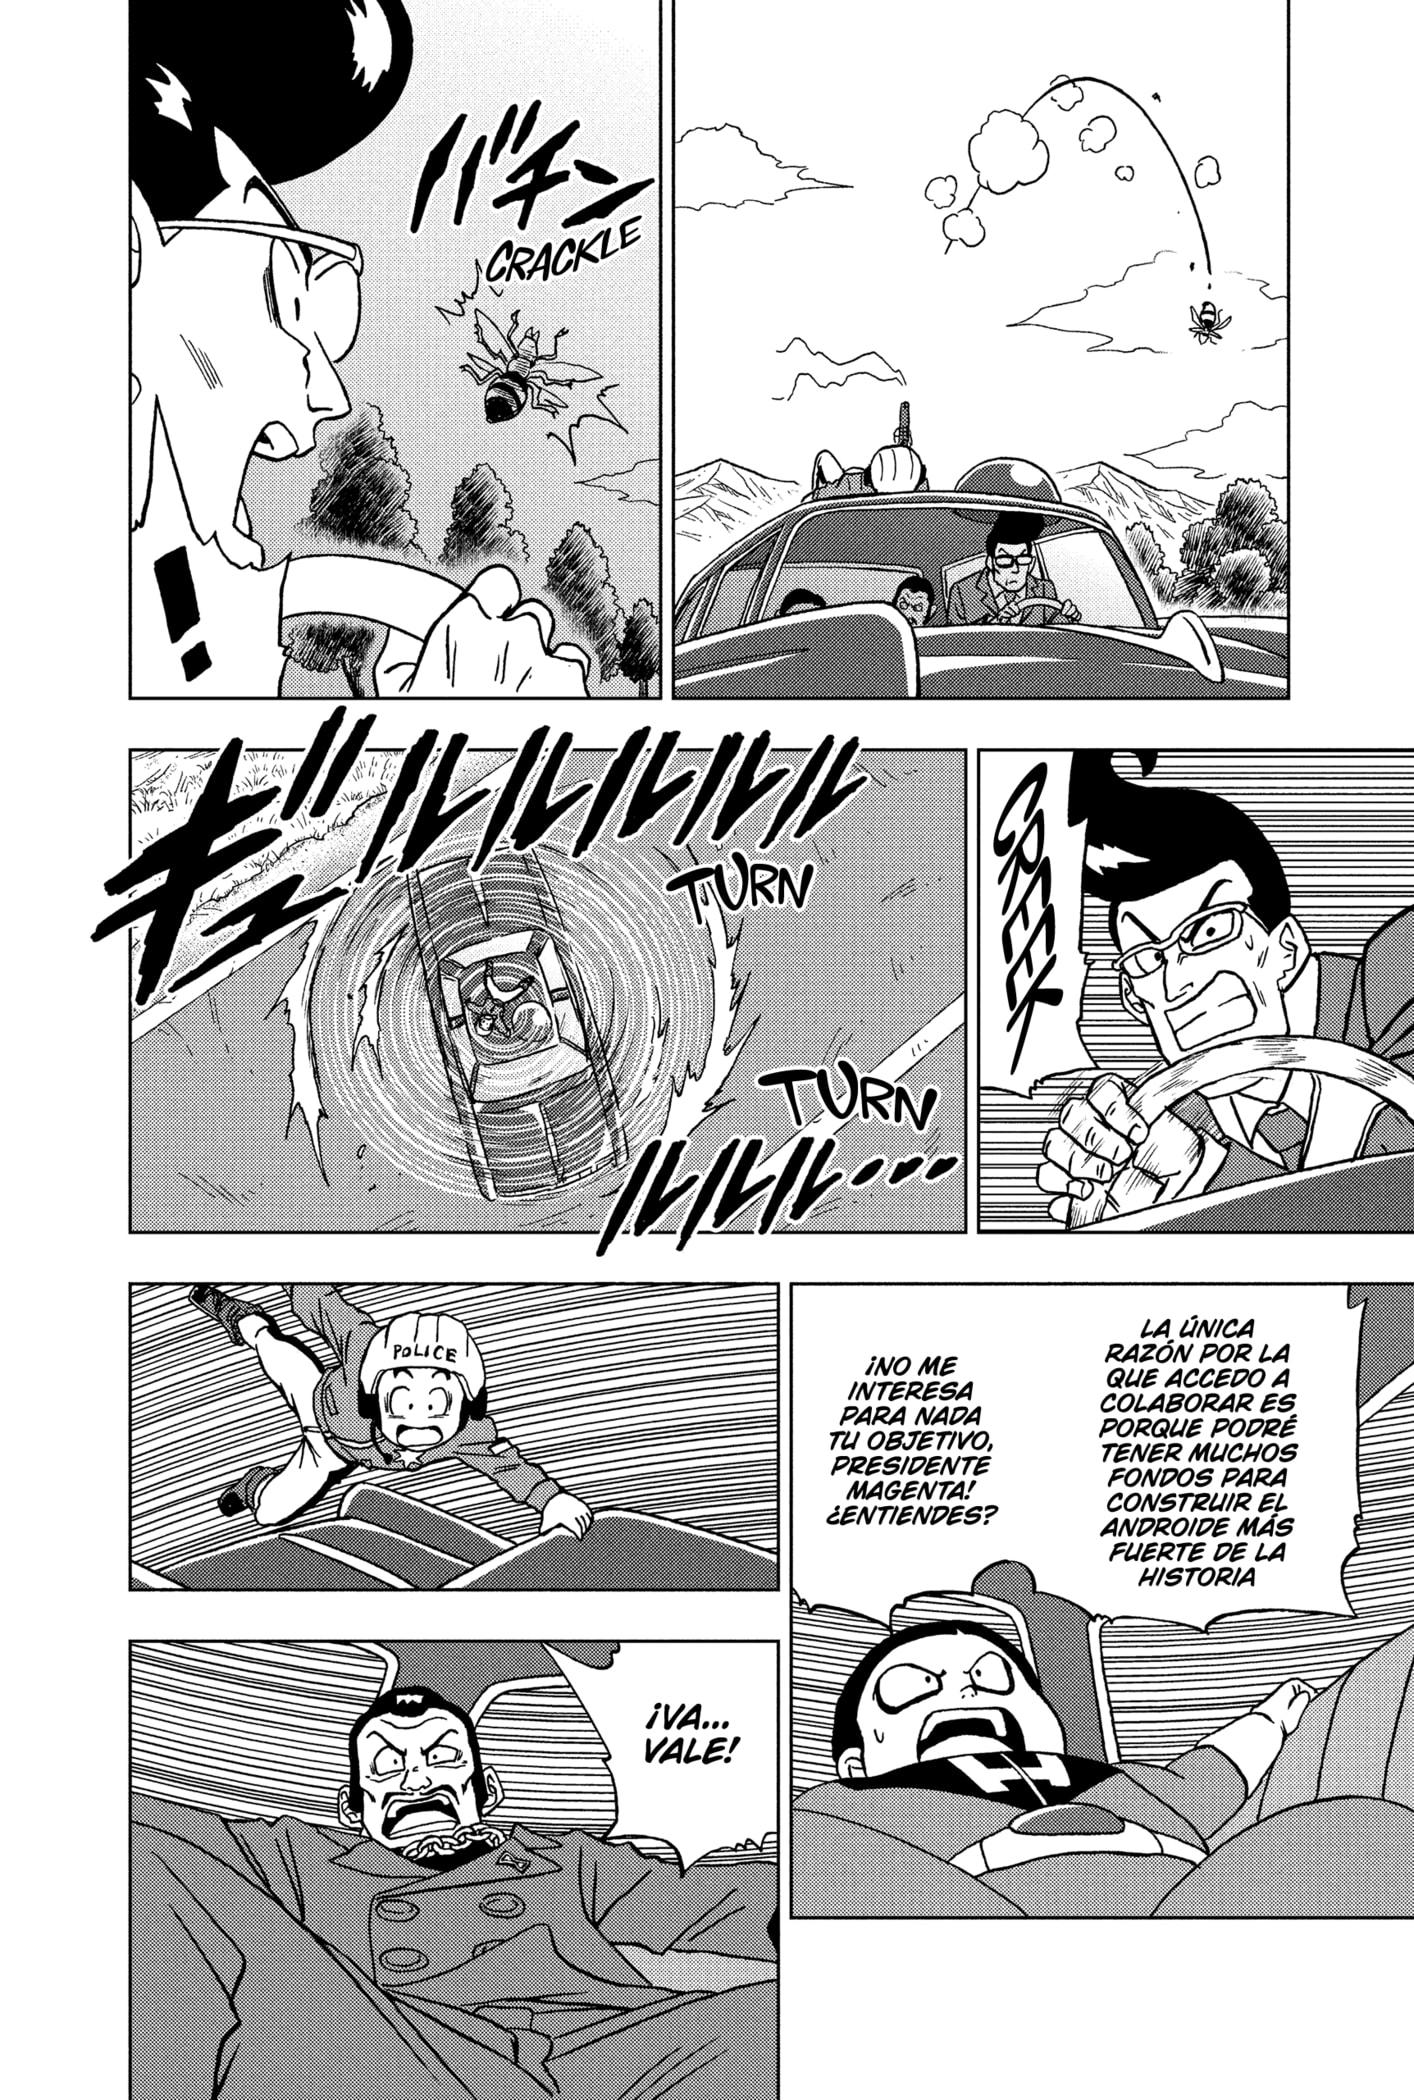 バチン
CRACKLE
!
CREEEK
ギュルルルルルルル
TURN
TURN
ルルルル・・・
LA ÚNICA
RAZÓN POR LA
QUE ACCEDO A
COLABORAR ES
PORQUE PODRÉ
TENER MUCHOS
FONDOS PARA
CONSTRUIR EL
ANDROIDE MÁS
FUERTE DE LA
HISTORIA
¡NO ME
INTERESA
PARA NADA
TU OBJETIVO,
PRESIDENTE
MAGENTA!
¿ENTIENDES?
H
POLICE
¡VA...
VALE!